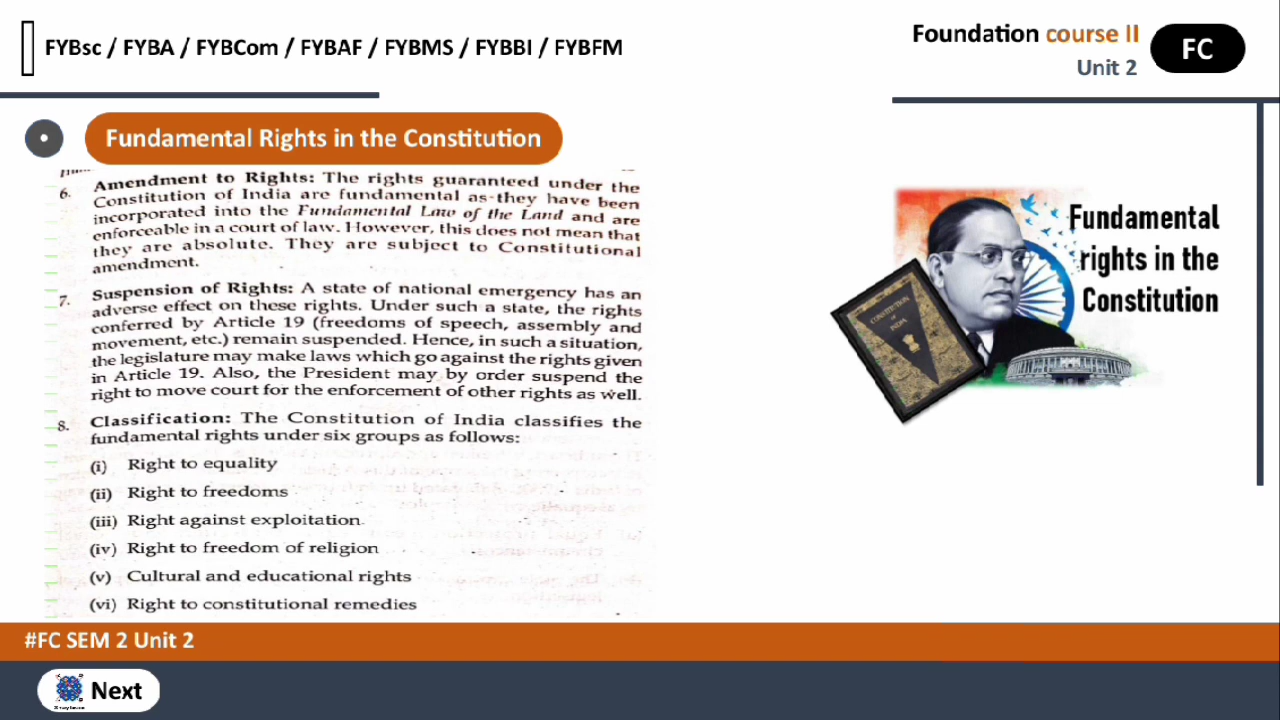 FYBsc / FYBA / FYBCom / FYBAF / FYBMS / FYBBI / FYBFM
Foundation course II
Unit 2
FC
Fundamental Rights in the Constitution
6. Amendment to Rights: The rights guaranteed under the
Constitution of India are fundamental as they have been
incorporated into the Fundamental Law of the Land and are
enforceable in a court of law. However, this does not mean that
they are absolute. They are subject to Constitutional
amendment.
7. Suspension of Rights: A state of national emergency has an
adverse effect on these rights. Under such a state, the rights
conferred by Article 19 (freedoms of speech, assembly and
movement, etc.) remain suspended. Hence, in such a situation,
the legislature may make laws which go against the rights given
in Article 19. Also, the President may by order suspend the
right to move court for the enforcement of other rights as well.
8. Classification: The Constitution of India classifies the
fundamental rights under six groups as follows:
(i) Right to equality
(ii) Right to freedoms
(iii) Right against exploitation
(iv) Right to freedom of religion
(v) Cultural and educational rights
(vi) Right to constitutional remedies
Fundamental
rights in the
Constitution
CONSTITUTION
OF
INDIA
#FC SEM 2 Unit 2
Next